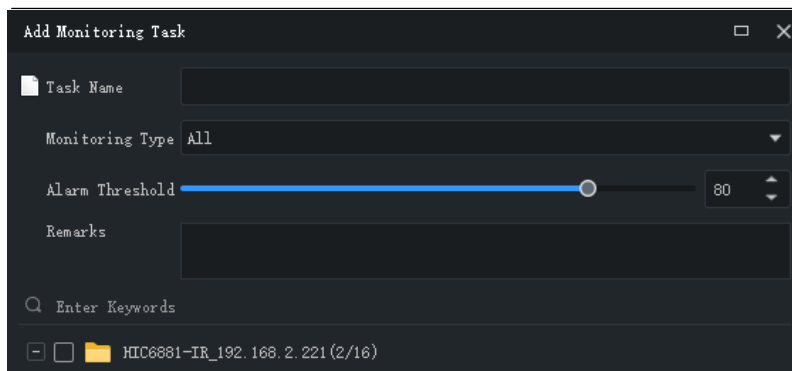 Add Monitoring Task
Task Name
Monitoring Type All
Alarm Threshold 80
Remarks
Enter Keywords
HIC6881-IR_192.168.2.221(2/16)